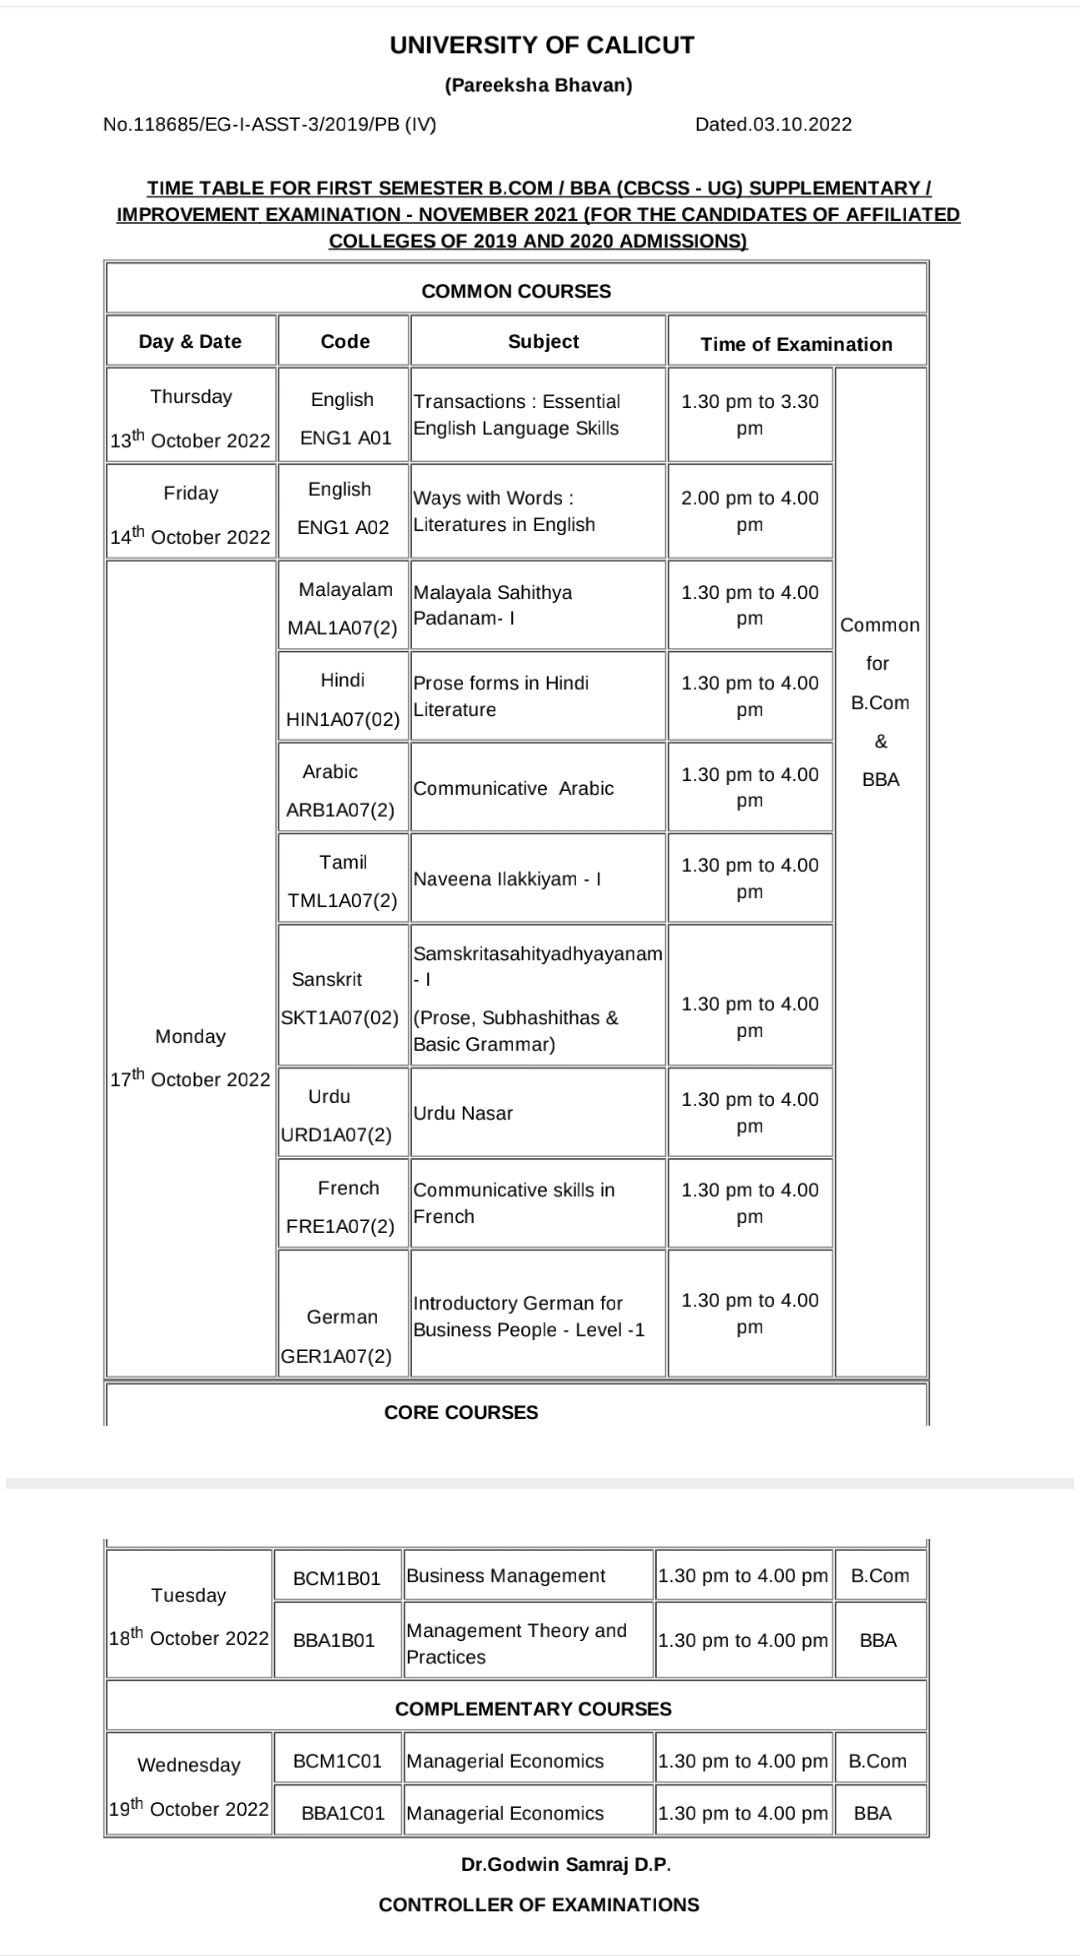 UNIVERSITY OF CALICUT
(Pareeksha Bhavan)
No.118685/EG-I-ASST-3/2019/PB (IV) Dated.03.10.2022
TIME TABLE FOR FIRST SEMESTER B.COM / BBA (CBCSS - UG) SUPPLEMENTARY /
IMPROVEMENT EXAMINATION - NOVEMBER 2021 (FOR THE CANDIDATES OF AFFILIATED
COLLEGES OF 2019 AND 2020 ADMISSIONS)
COMMON COURSES
Day & Date Code Subject Time of Examination
Thursday
13th October 2022
English
ENG1 A01
Transactions : Essential
English Language Skills
1.30 pm to 3.30
pm
Friday
14th October 2022
English
ENG1 A02
Ways with Words :
Literatures in English
2.00 pm to 4.00
pm
Monday
17th October 2022
Malayalam
MAL1A07(2)
Malayala Sahithya
Padanam- I
1.30 pm to 4.00
pm
Hindi
HIN1A07(02)
Prose forms in Hindi
Literature
1.30 pm to 4.00
pm
Arabic
ARB1A07(2)
Communicative Arabic
1.30 pm to 4.00
pm
Tamil
TML1A07(2)
Naveena Ilakkiyam - I
1.30 pm to 4.00
pm
Sanskrit
SKT1A07(02)
Samskritasahityadhyayanam
- I
(Prose, Subhashithas &
Basic Grammar)
1.30 pm to 4.00
pm
Urdu
URD1A07(2)
Urdu Nasar
1.30 pm to 4.00
pm
French
FRE1A07(2)
Communicative skills in
French
1.30 pm to 4.00
pm
German
GER1A07(2)
Introductory German for
Business People - Level -1
1.30 pm to 4.00
pm
Common
for
B.Com
&
BBA
CORE COURSES
Tuesday
18th October 2022
BCM1B01 Business Management 1.30 pm to 4.00 pm B.Com
BBA1B01
Management Theory and
Practices
1.30 pm to 4.00 pm BBA
COMPLEMENTARY COURSES
Wednesday
19th October 2022
BCM1C01 Managerial Economics 1.30 pm to 4.00 pm B.Com
BBA1C01 Managerial Economics 1.30 pm to 4.00 pm BBA
Dr.Godwin Samraj D.P.
CONTROLLER OF EXAMINATIONS